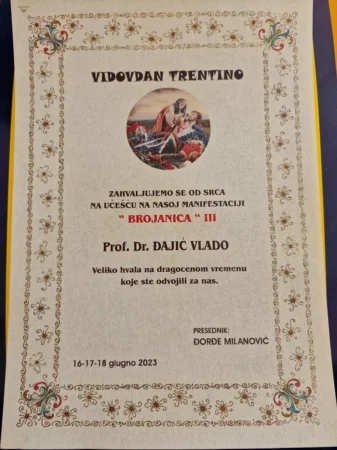 VIDOVDAN TRENTINO
ZAHVALJUJEMO SE OD SRCA
NA UČEŠĆU NA NASOJ MANIFESTACIJI
“ BROJANICA “ III
Prof. Dr. ĐAJIĆ VLADO
Veliko hvala na dragocenom vremenu
koje ste odvojili za nas.
PRESEDNIK:
ĐORĐE MILANOVIĆ
16-17-18 giugno 2023